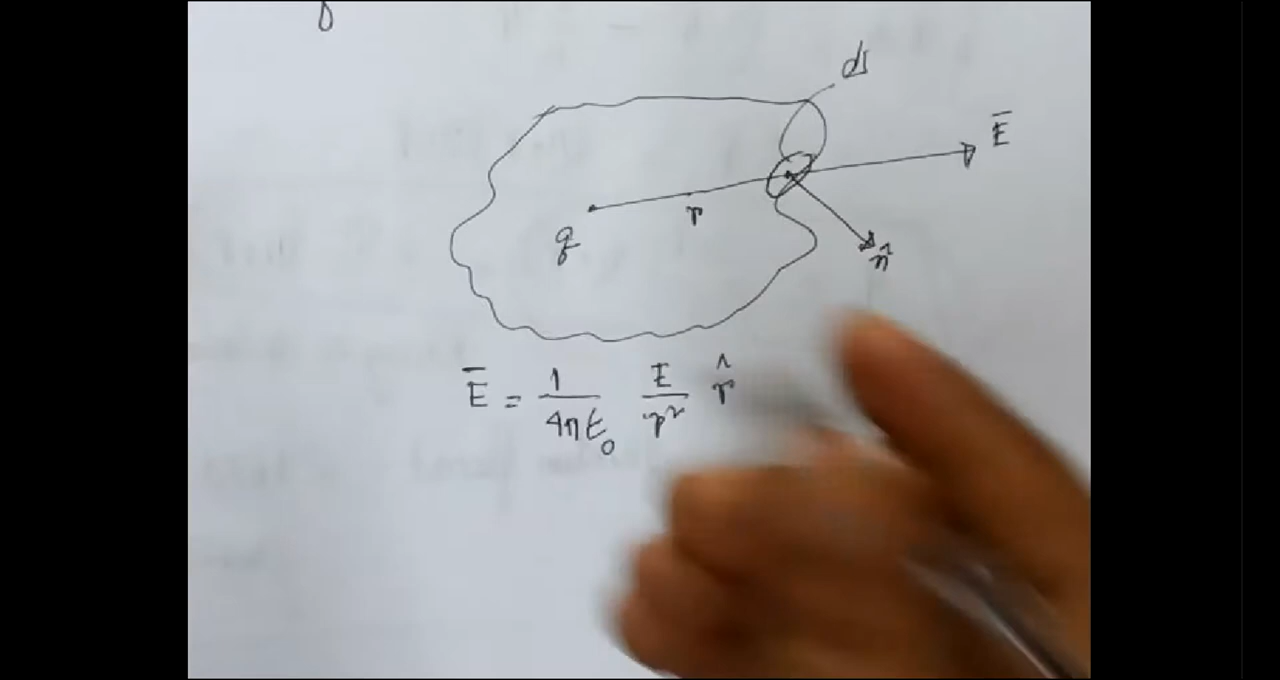 ds
E̅
r
q
n̂
E̅ = 1/4πε₀ E/r² r̂